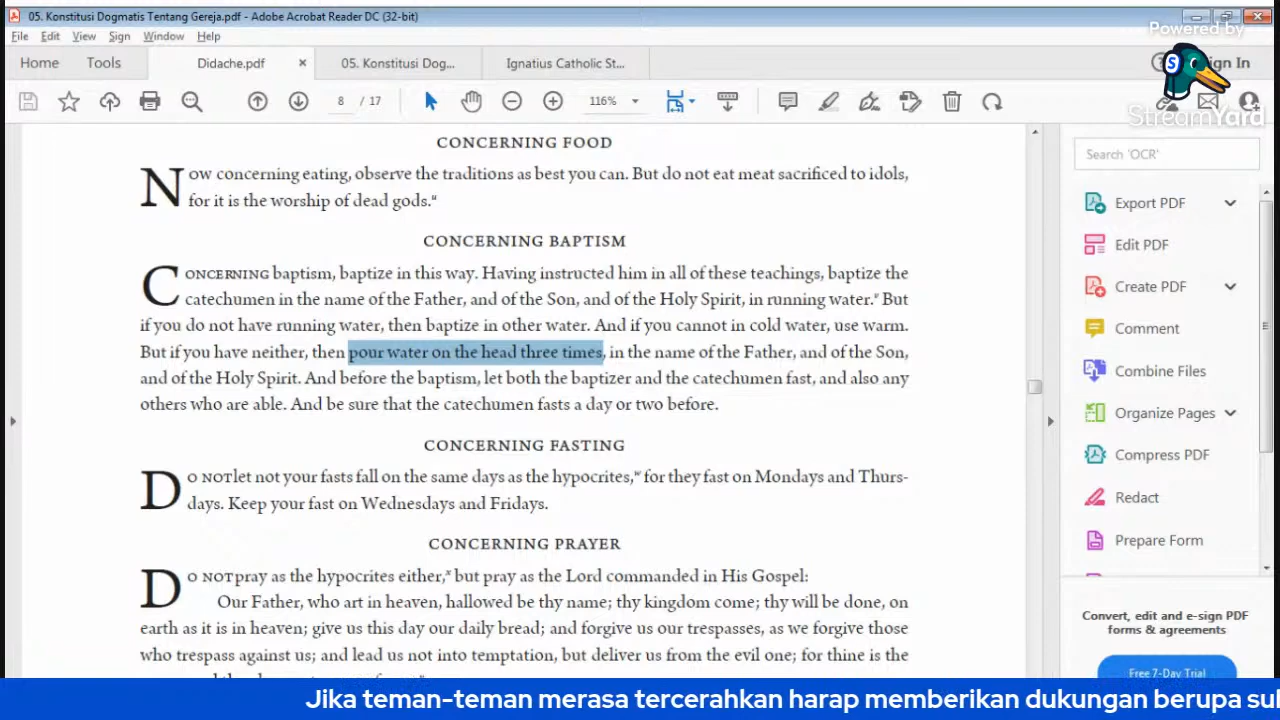 05. Konstitusi Dogmatis Tentang Gereja.pdf - Adobe Acrobat Reader DC (32-bit)
Powered by
File Edit View Sign Window Help
Home Tools Didache.pdf × 05. Konstitusi Dog... Ignatius Catholic St... Sign In
8 / 17 116%
StreamYard
CONCERNING FOOD
NOW concerning eating, observe the traditions as best you can. But do not eat meat sacrificed to idols,
for it is the worship of dead gods.ᵘ
CONCERNING BAPTISM
CONCERNING baptism, baptize in this way. Having instructed him in all of these teachings, baptize the
catechumen in the name of the Father, and of the Son, and of the Holy Spirit, in running water.ᵛ But
if you do not have running water, then baptize in other water. And if you cannot in cold water, use warm.
But if you have neither, then pour water on the head three times, in the name of the Father, and of the Son,
and of the Holy Spirit. And before the baptism, let both the baptizer and the catechumen fast, and also any
others who are able. And be sure that the catechumen fasts a day or two before.
CONCERNING FASTING
DO NOT let not your fasts fall on the same days as the hypocrites,ʷ for they fast on Mondays and Thurs-
days. Keep your fast on Wednesdays and Fridays.
CONCERNING PRAYER
DO NOT pray as the hypocrites either,ˣ but pray as the Lord commanded in His Gospel:
Our Father, who art in heaven, hallowed be thy name; thy kingdom come; thy will be done, on
earth as it is in heaven; give us this day our daily bread; and forgive us our trespasses, as we forgive those
who trespass against us; and lead us not into temptation, but deliver us from the evil one; for thine is the
Search 'OCR'
Export PDF
Edit PDF
Create PDF
Comment
Combine Files
Organize Pages
Compress PDF
Redact
Prepare Form
Convert, edit and e-sign PDF
forms & agreements
Free 7-Day Trial
Jika teman-teman merasa tercerahkan harap memberikan dukungan berupa su